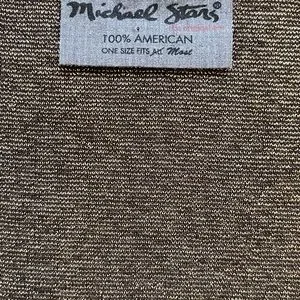 Michael Stars
100% AMERICAN
ONE SIZE FITS All Most